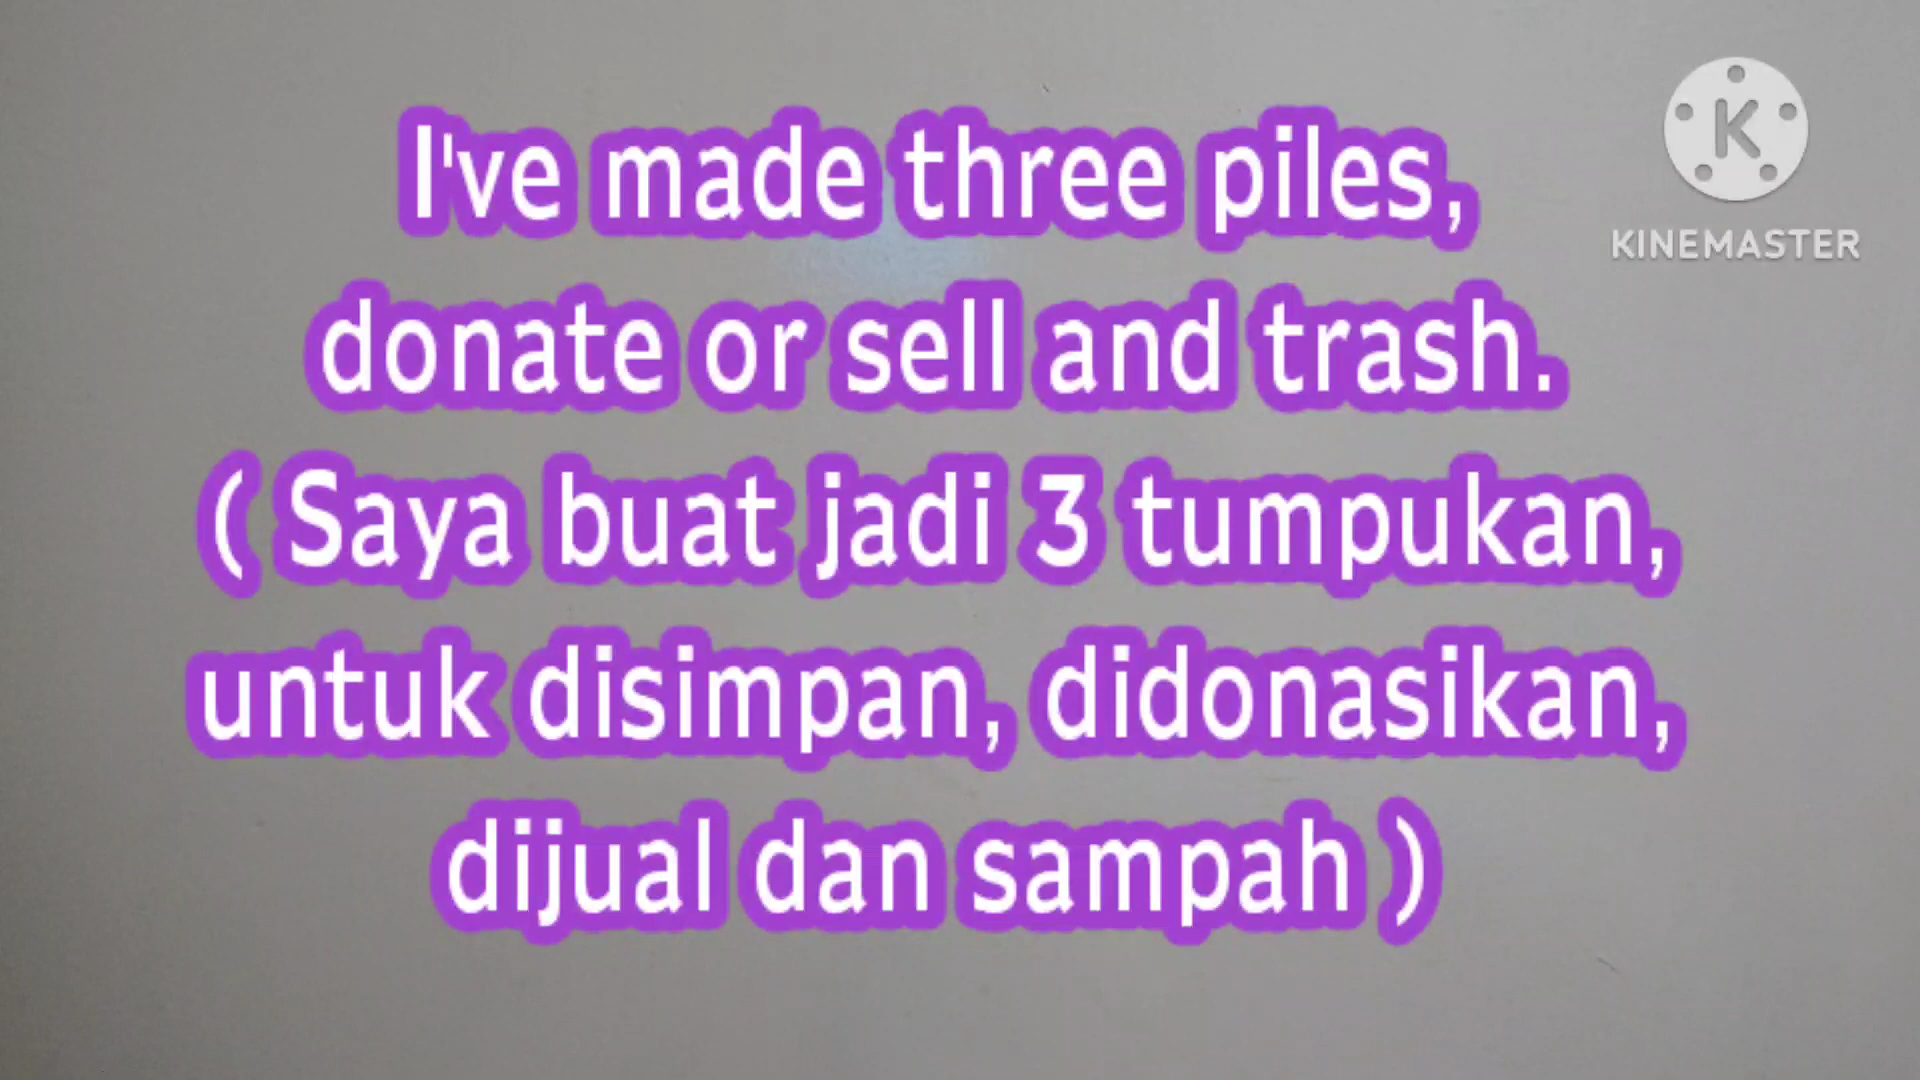 I've made three piles,
donate or sell and trash.
( Saya buat jadi 3 tumpukan,
untuk disimpan, didonasikan,
dijual dan sampah )
K
KINEMASTER